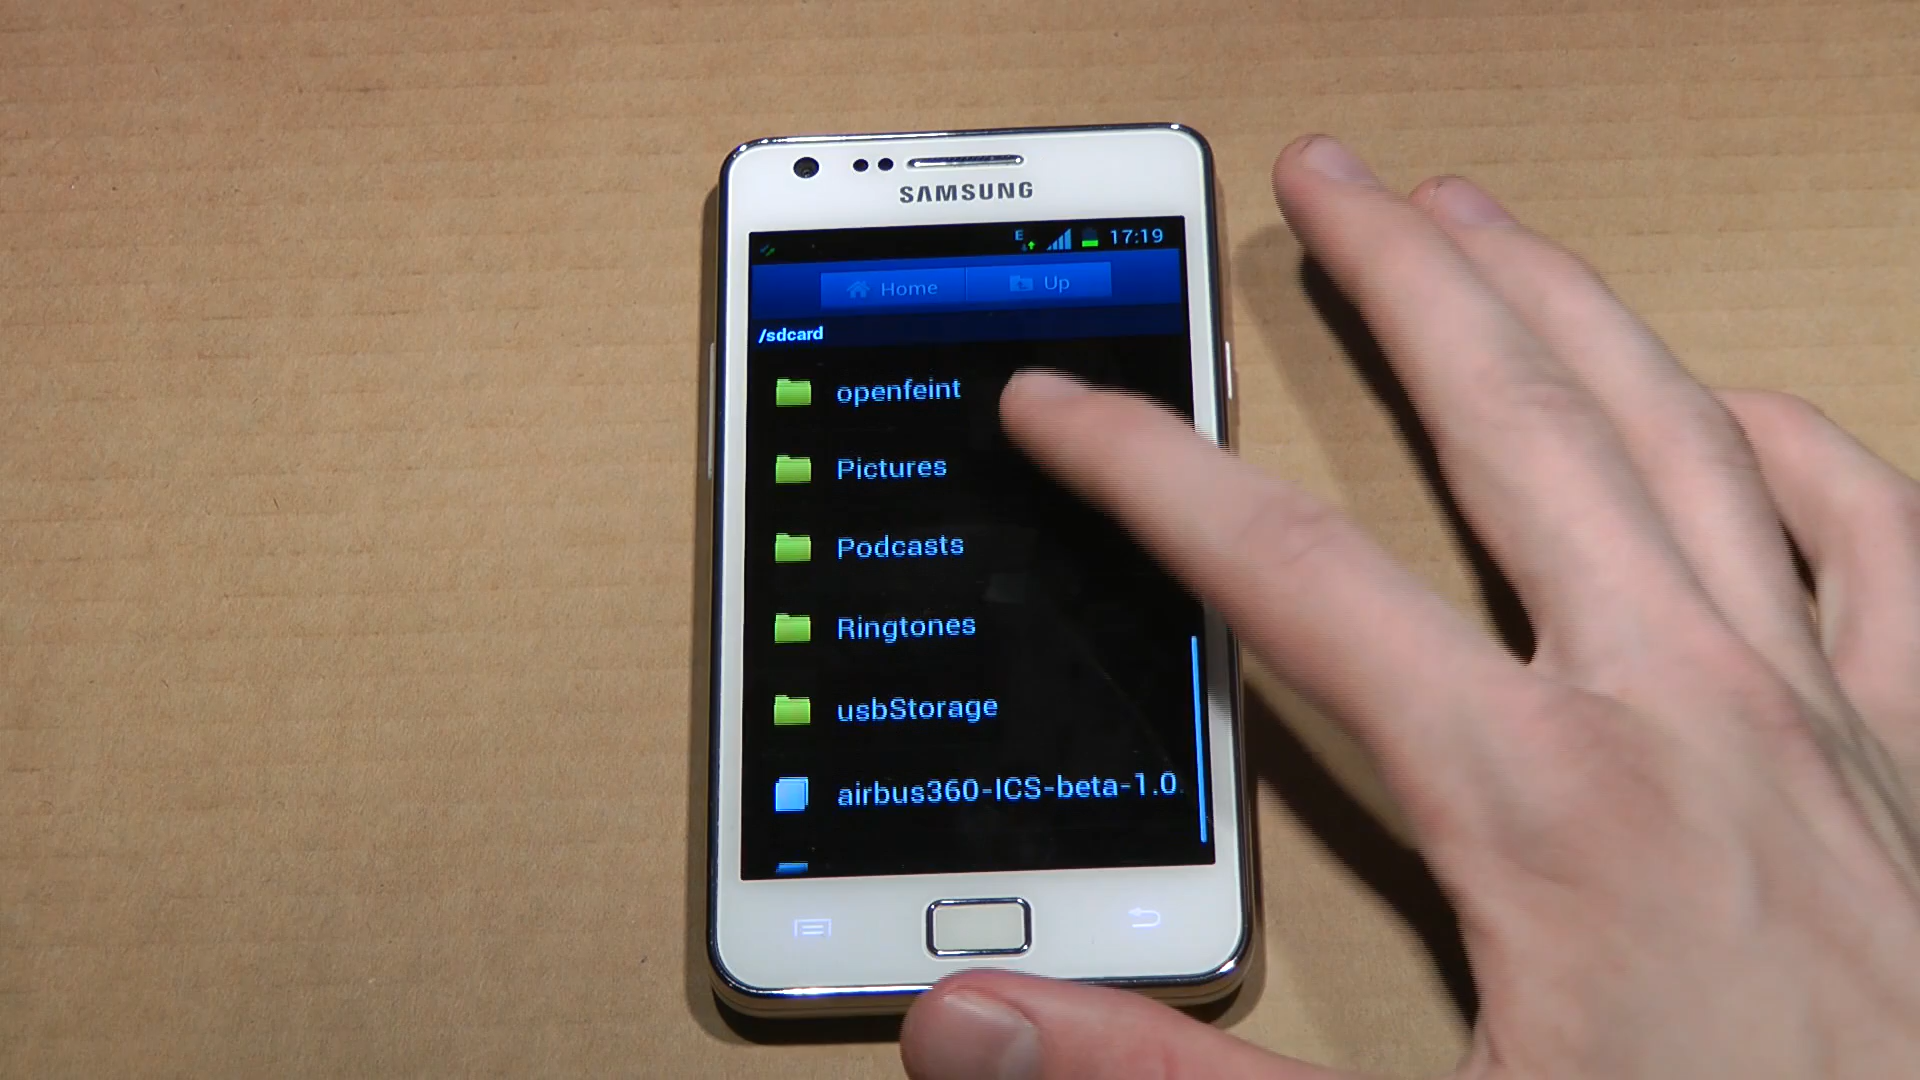 SAMSUNG
E 17:19
Home Up
/sdcard
openfeint
Pictures
Podcasts
Ringtones
usbStorage
airbus360-ICS-beta-1.0.